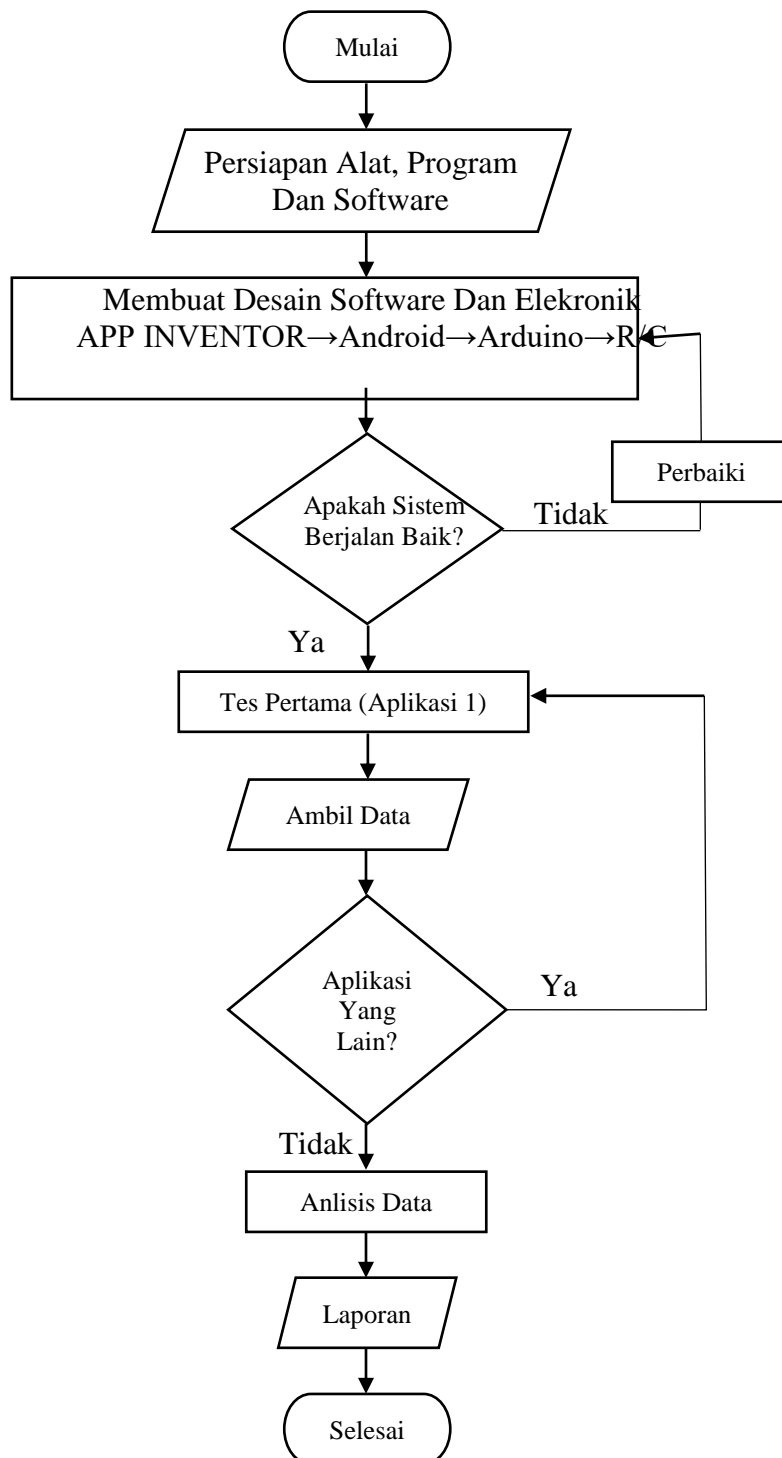 Mulai
Persiapan Alat, Program
Dan Software
Membuat Desain Software Dan Elekronik
APP INVENTOR→Android→Arduino→R/C
Perbaiki
Apakah Sistem
Berjalan Baik?
Tidak
Ya
Tes Pertama (Aplikasi 1)
Ambil Data
Aplikasi
Yang
Lain?
Ya
Tidak
Anlisis Data
Laporan
Selesai